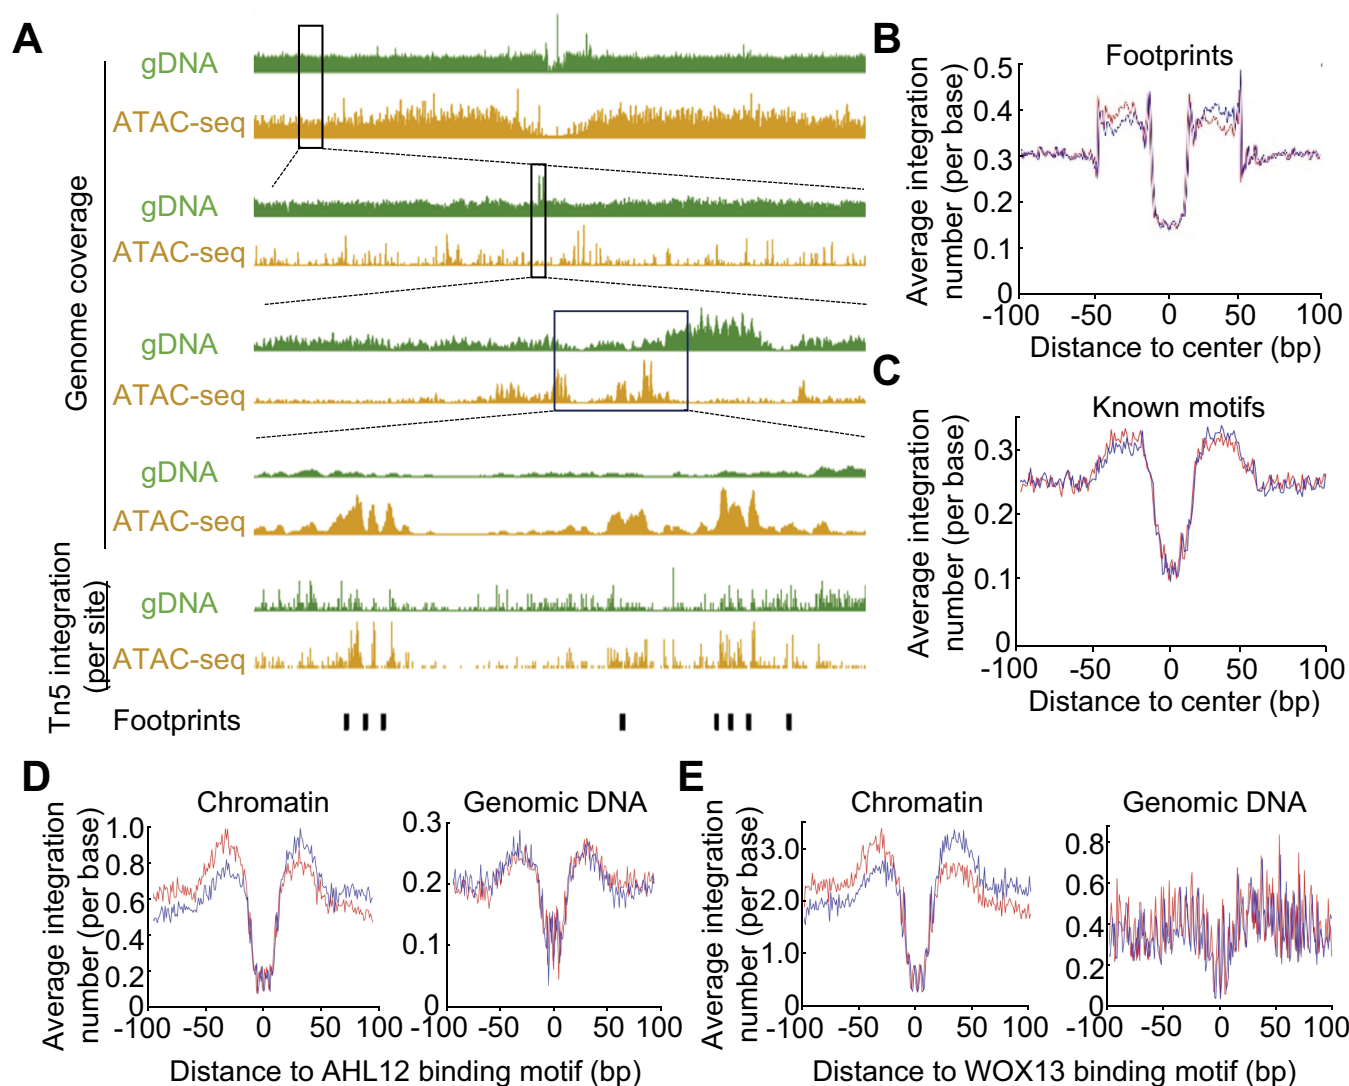 A
Genome coverage
gDNA
ATAC-seq
gDNA
ATAC-seq
gDNA
ATAC-seq
gDNA
ATAC-seq
Tn5 integration
(per site)
gDNA
ATAC-seq
Footprints
B
Footprints
Average integration
number (per base)
0.5
0.4
0.3
0.2
0.1
0
-100 -50 0 50 100
Distance to center (bp)
C
Known motifs
Average integration
number (per base)
0.3
0.2
0.1
0
-100 -50 0 50 100
Distance to center (bp)
D
Chromatin
Average integration
number (per base)
1.0
0.8
0.6
0.4
0.2
0
-100 -50 0 50 100
Genomic DNA
0.3
0.2
0.1
0
-100 -50 0 50 100
Distance to AHL12 binding motif (bp)
E
Chromatin
Average integration
number (per base)
3.0
2.0
1.0
0
-100 -50 0 50 100
Genomic DNA
0.8
0.6
0.4
0.2
0
-100 -50 0 50 100
Distance to WOX13 binding motif (bp)